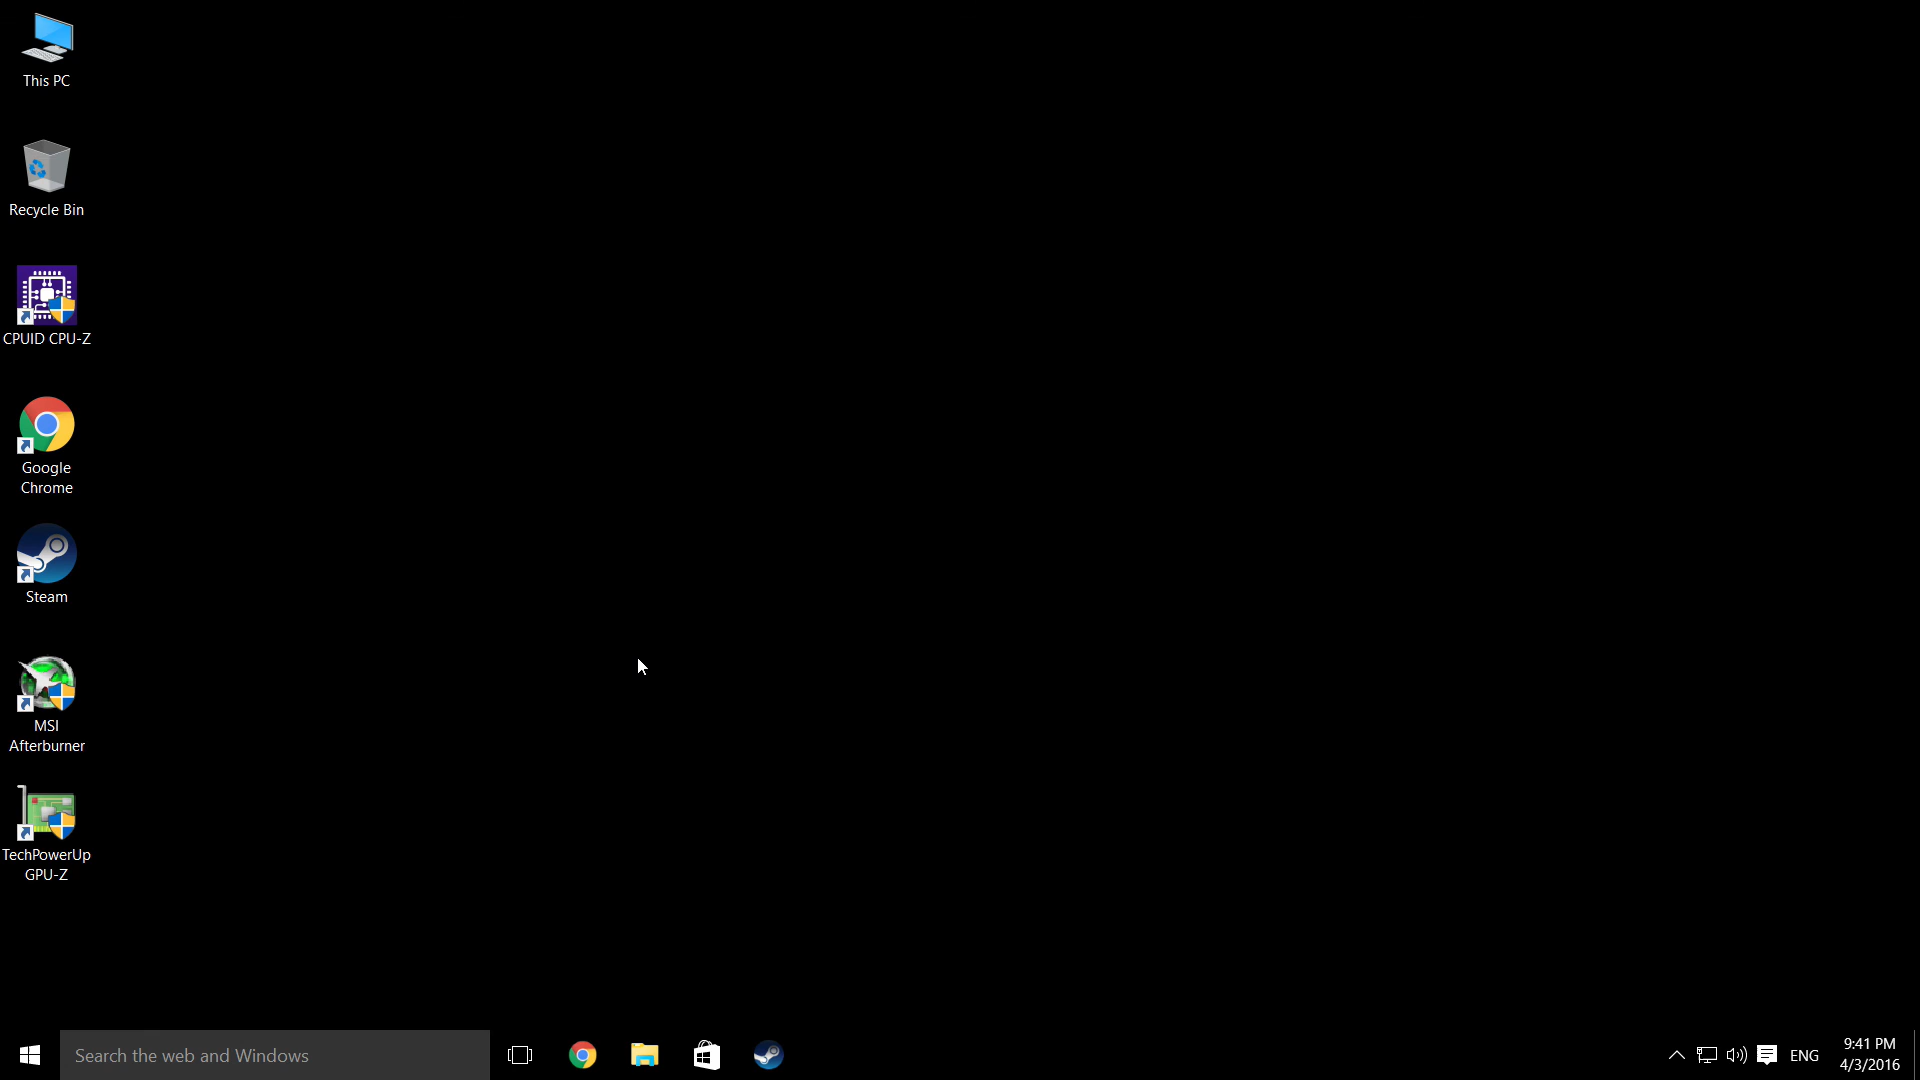 This PC
Recycle Bin
CPUID CPU-Z
Google
Chrome
Steam
MSI
Afterburner
TechPowerUp
GPU-Z
Search the web and Windows
ENG
9:41 PM
4/3/2016